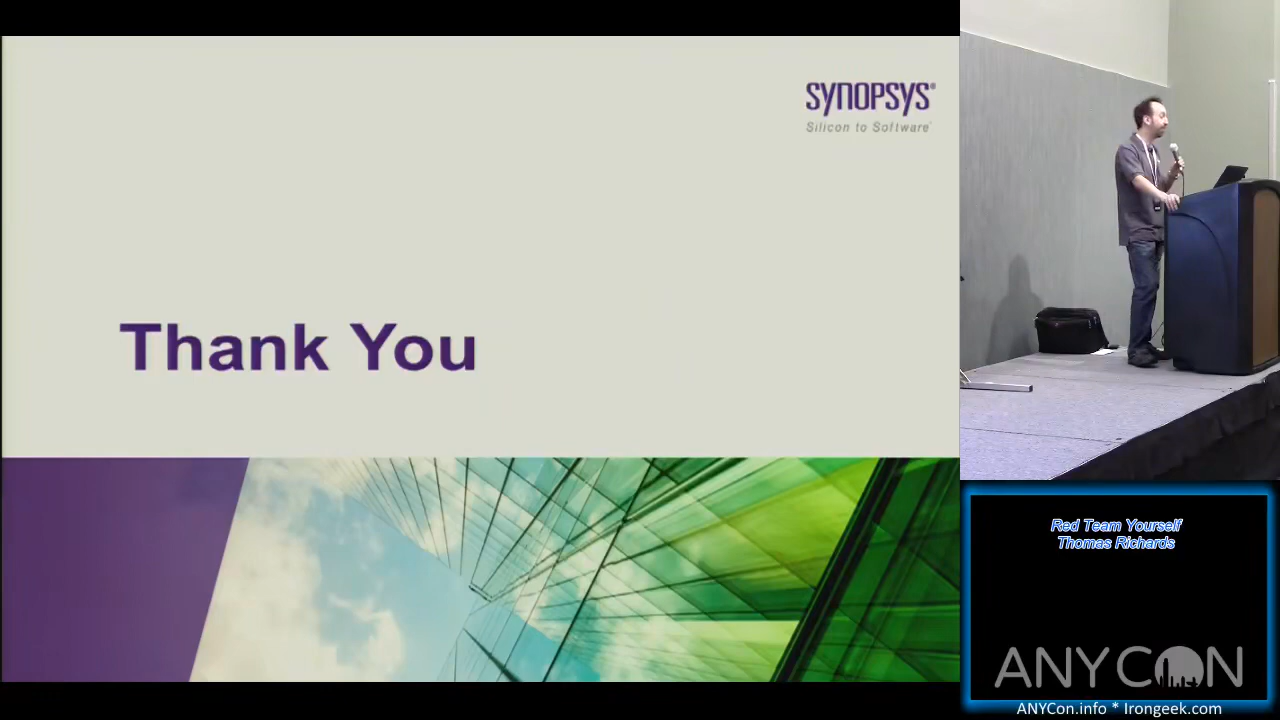 SYNOPSYS®
Silicon to Software
Thank You
Red Team Yourself
Thomas Richards
ANYCON
ANYCon.info * Irongeek.com